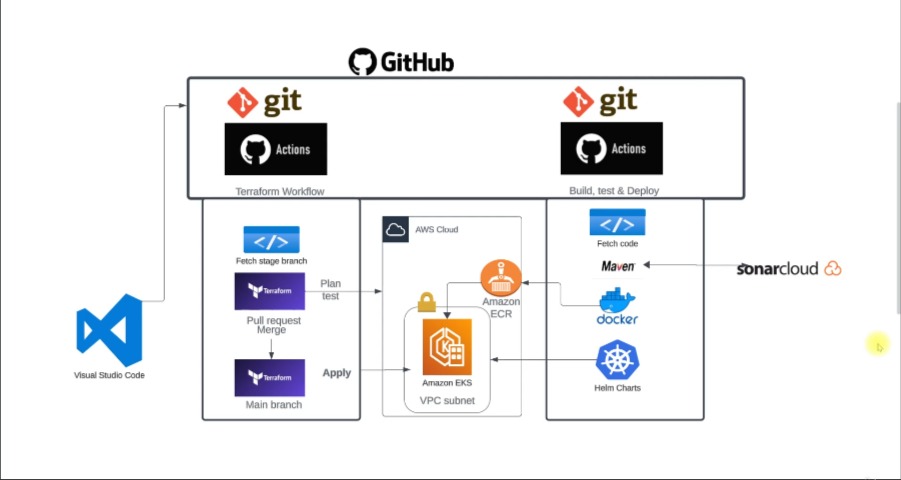 GitHub
git
git
Actions
Actions
Terraform Workflow
Build, test & Deploy
AWS Cloud
Fetch stage branch
Fetch code
Maven
sonarcloud
Terraform
Plan
test
Amazon
ECR
docker
Pull request
Merge
Terraform
Apply
Amazon EKS
Visual Studio Code
Helm Charts
Main branch
VPC subnet